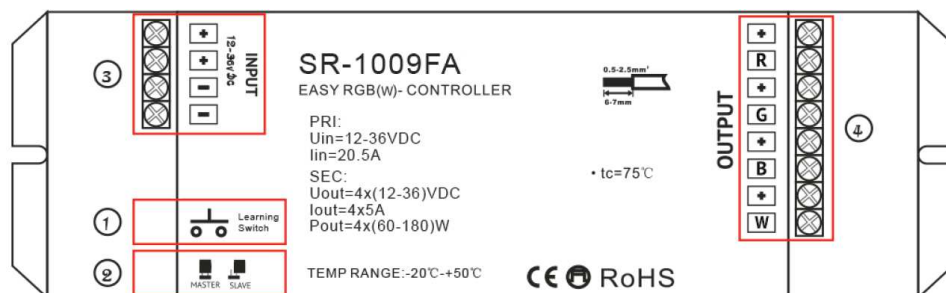 ③
+
+
−
−
12-36VDC
INPUT
①
Learning
Switch
②
MASTER SLAVE
SR-1009FA
EASY RGB(W)- CONTROLLER
PRI:
Uin=12-36VDC
Iin=20.5A
SEC:
Uout=4x(12-36)VDC
Iout=4x5A
Pout=4x(60-180)W
TEMP RANGE:-20℃-+50℃
0.5-2.5mm²
6-7mm
• tc=75℃
CE RoHS
OUTPUT
+
R
+
G
+
B
+
W
④